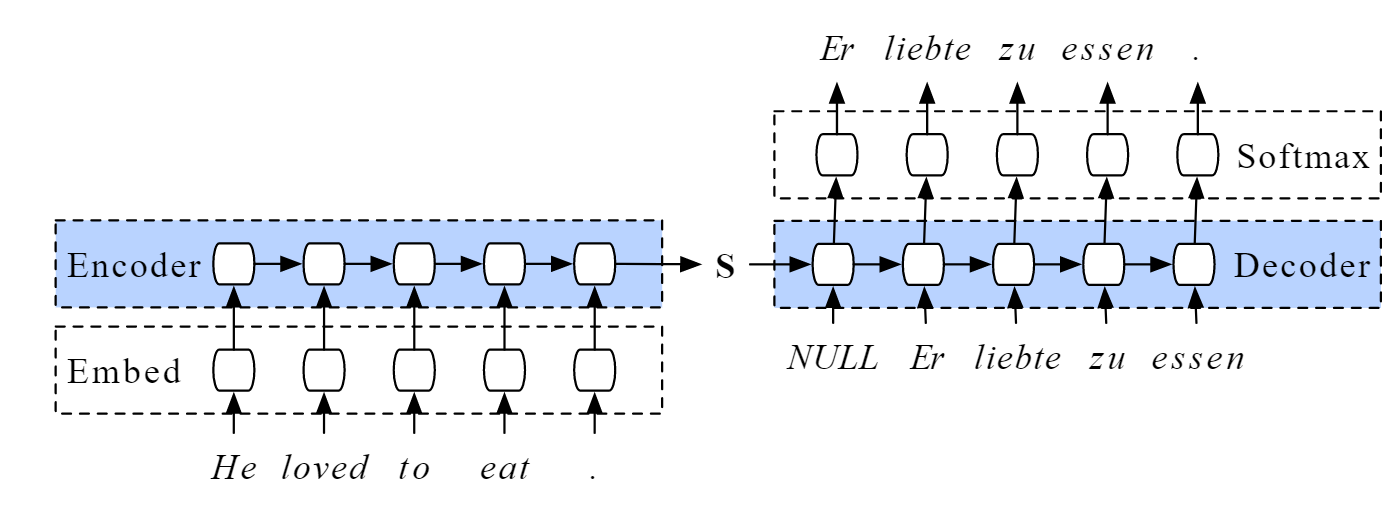 Er liebte zu essen .
Softmax
Encoder
S
Decoder
NULL Er liebte zu essen
Embed
He loved to eat .